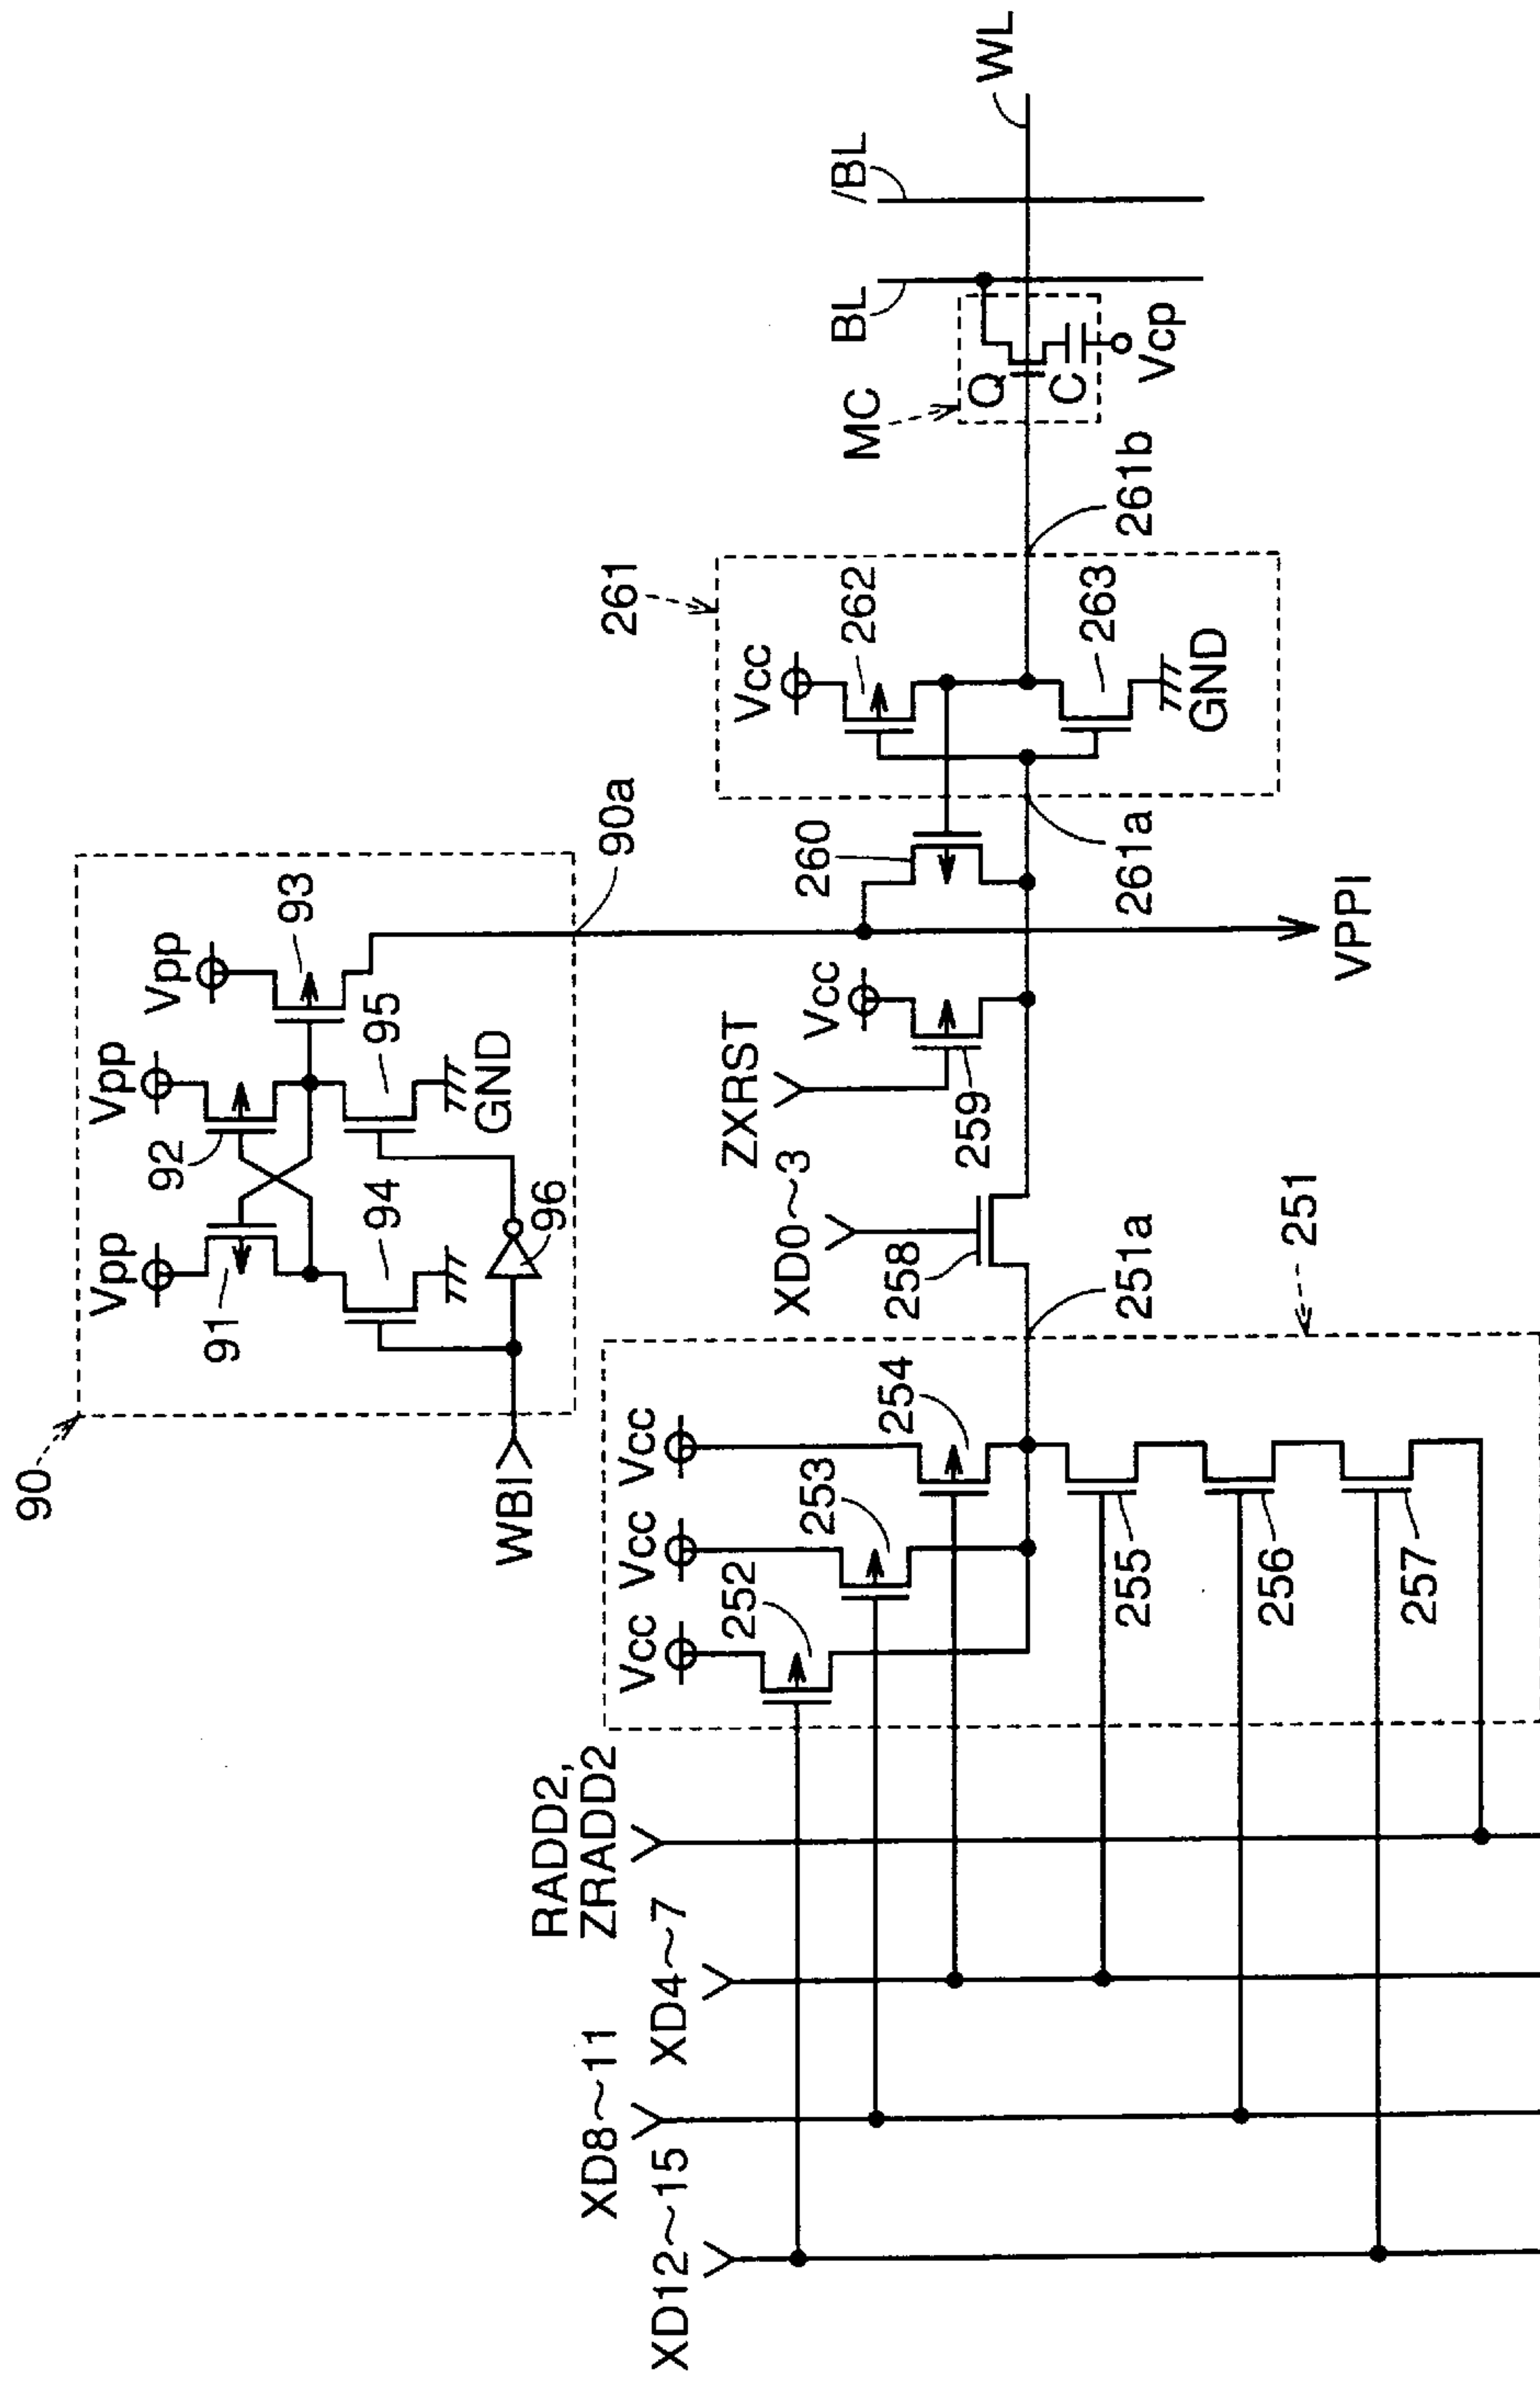 90
Vpp
Vpp
Vpp
91
92
93
94
95
GND
96
WBI
90a
261
Vcc
262
263
GND
261a
261b
260
VPPI
ZXRST
Vcc
259
XD0~3
258
251a
251
MC
Q
C
Vcp
BL
/BL
WL
Vcc
Vcc
Vcc
252
253
254
255
256
257
RADD2,
ZRADD2
XD4~7
XD8~11
XD12~15